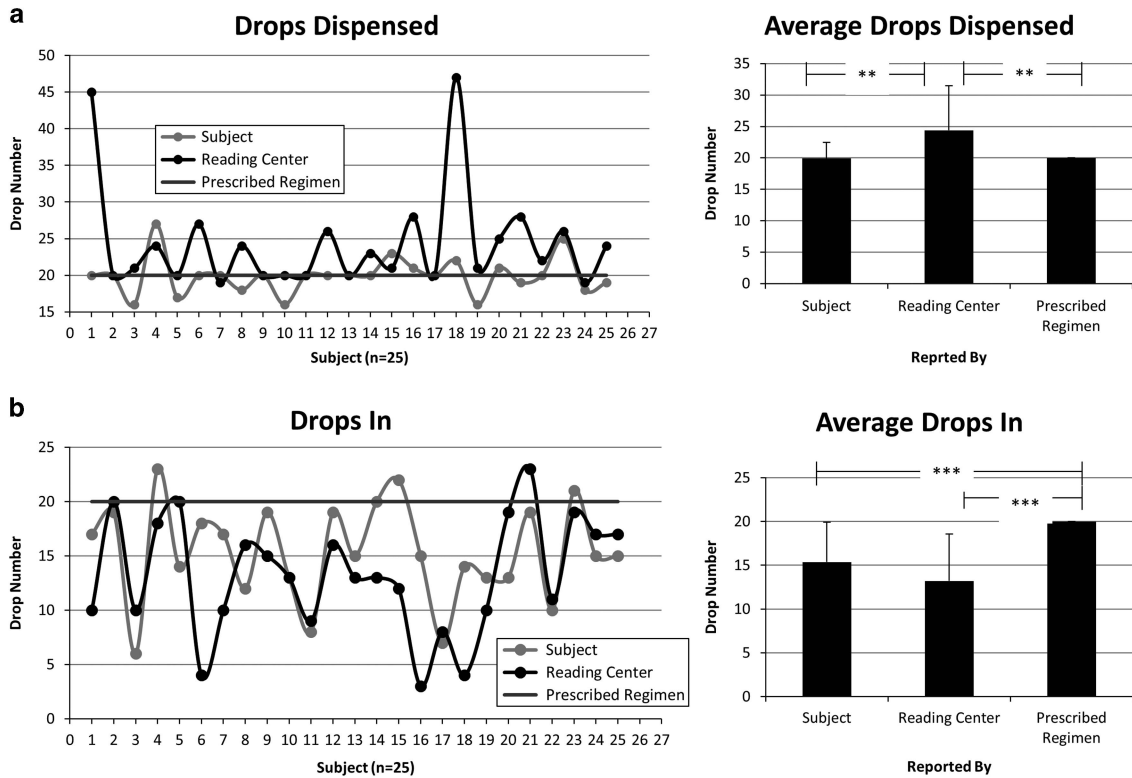 a
Drops Dispensed
50
45
40
35
30
25
20
15
Drop Number
Subject
Reading Center
Prescribed Regimen
0 1 2 3 4 5 6 7 8 9 10 11 12 13 14 15 16 17 18 19 20 21 22 23 24 25 26 27
Subject (n=25)
Average Drops Dispensed
35
30
25
20
15
10
5
0
Drop Number
** **
Subject Reading Center Prescribed
Regimen
Reprted By
b
Drops In
25
20
15
10
5
0
Drop Number
Subject
Reading Center
Prescribed Regimen
0 1 2 3 4 5 6 7 8 9 10 11 12 13 14 15 16 17 18 19 20 21 22 23 24 25 26 27
Subject (n=25)
Average Drops In
25
20
15
10
5
0
Drop Number
***
***
Subject Reading Center Prescribed
Regimen
Reported By